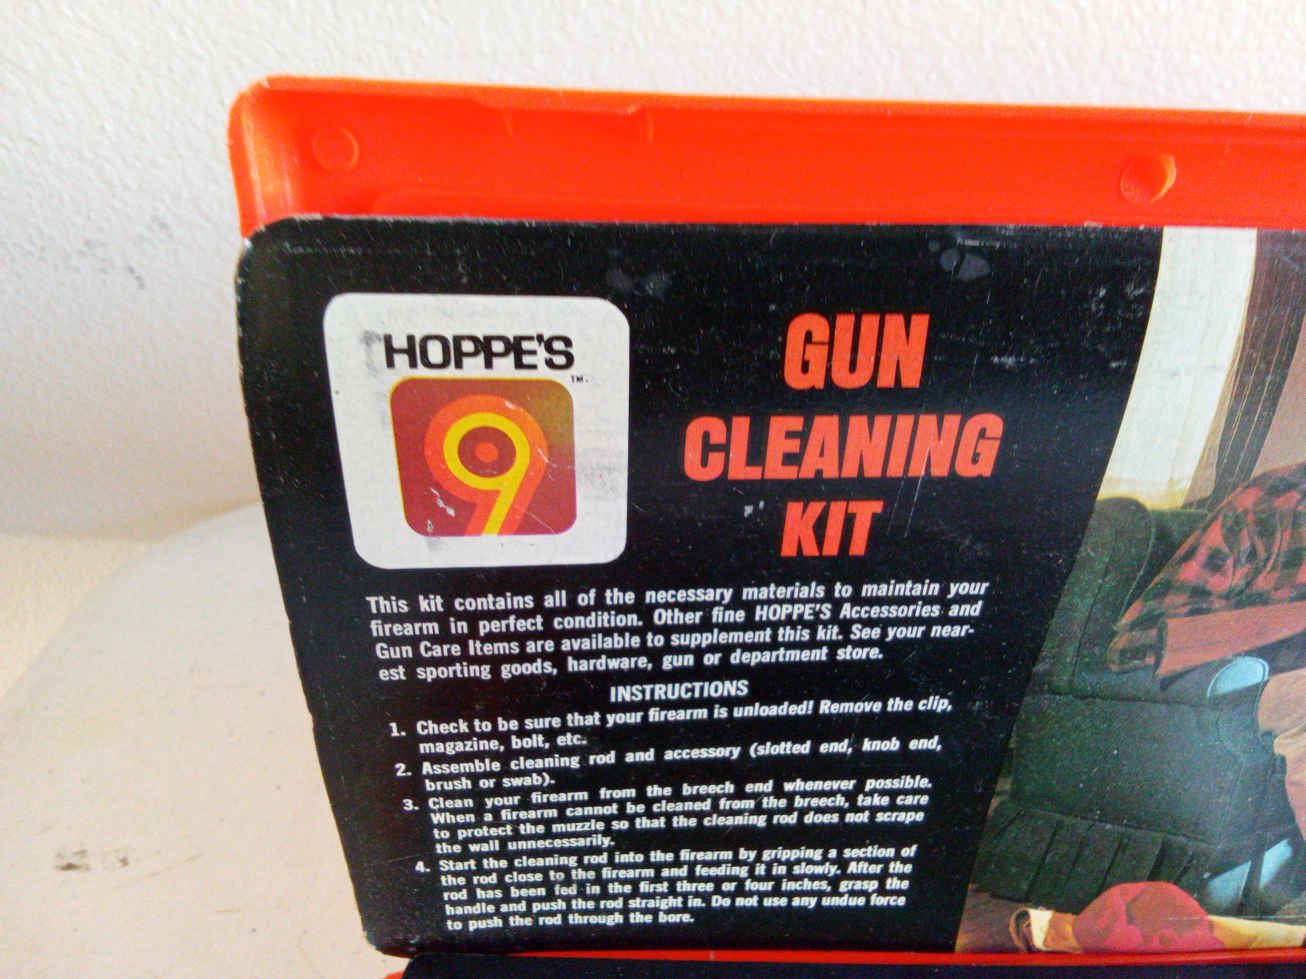 HOPPE'S
TM.
9
GUN
CLEANING
KIT
This kit contains all of the necessary materials to maintain your
firearm in perfect condition. Other fine HOPPE'S Accessories and
Gun Care Items are available to supplement this kit. See your near-
est sporting goods, hardware, gun or department store.
INSTRUCTIONS
1. Check to be sure that your firearm is unloaded! Remove the clip,
magazine, bolt, etc.
2. Assemble cleaning rod and accessory (slotted end, knob end,
brush or swab).
3. Clean your firearm from the breech end whenever possible.
When a firearm cannot be cleaned from the breech, take care
to protect the muzzle so that the cleaning rod does not scrape
the wall unnecessarily.
4. Start the cleaning rod into the firearm by gripping a section of
the rod close to the firearm and feeding it in slowly. After the
rod has been fed in the first three or four inches, grasp the
handle and push the rod straight in. Do not use any undue force
to push the rod through the bore.